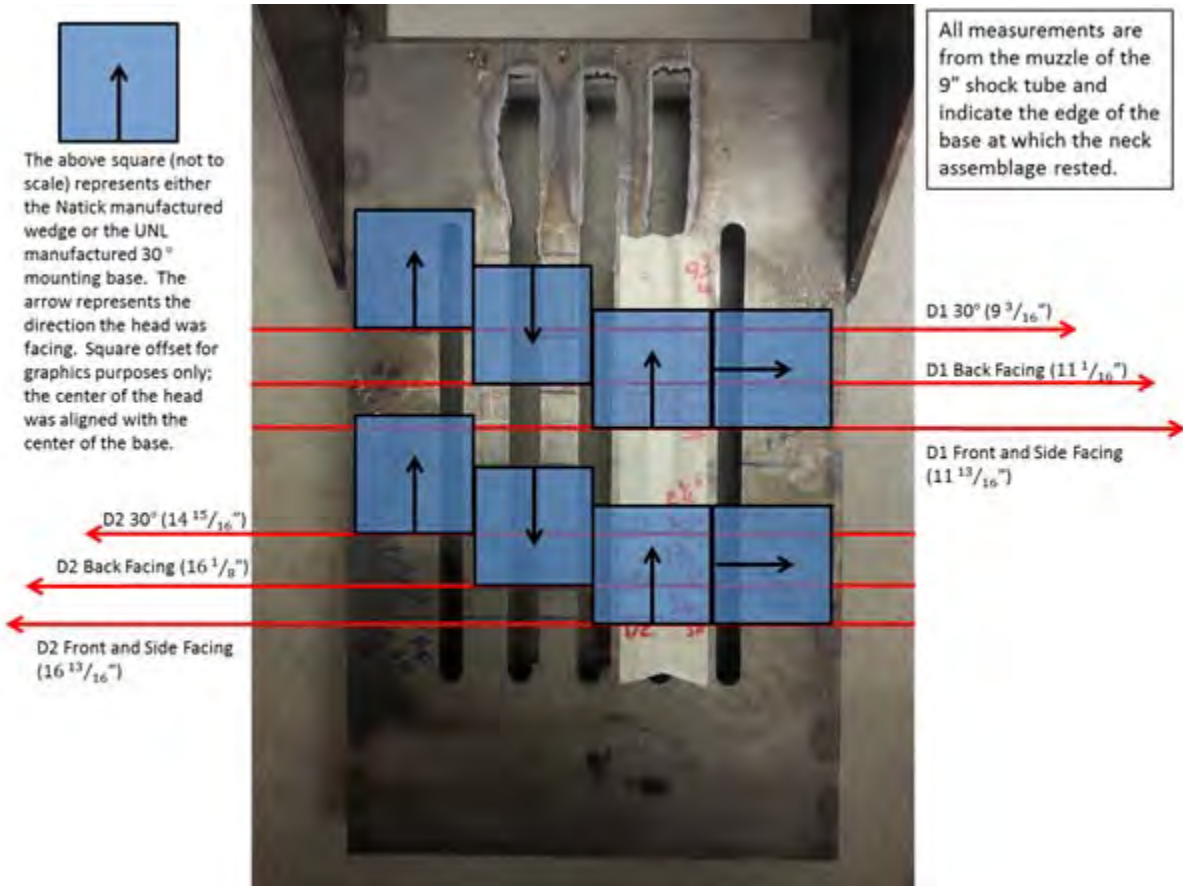 The above square (not to
scale) represents either
the Natick manufactured
wedge or the UNL
manufactured 30°
mounting base. The
arrow represents the
direction the head was
facing. Square offset for
graphics purposes only;
the center of the head
was aligned with the
center of the base.
All measurements are
from the muzzle of the
9" shock tube and
indicate the edge of the
base at which the neck
assemblage rested.
D1 30° (9 3/16")
D1 Back Facing (11 1/16")
D1 Front and Side Facing
(11 13/16")
D2 30° (14 15/16")
D2 Back Facing (16 1/8")
D2 Front and Side Facing
(16 13/16")